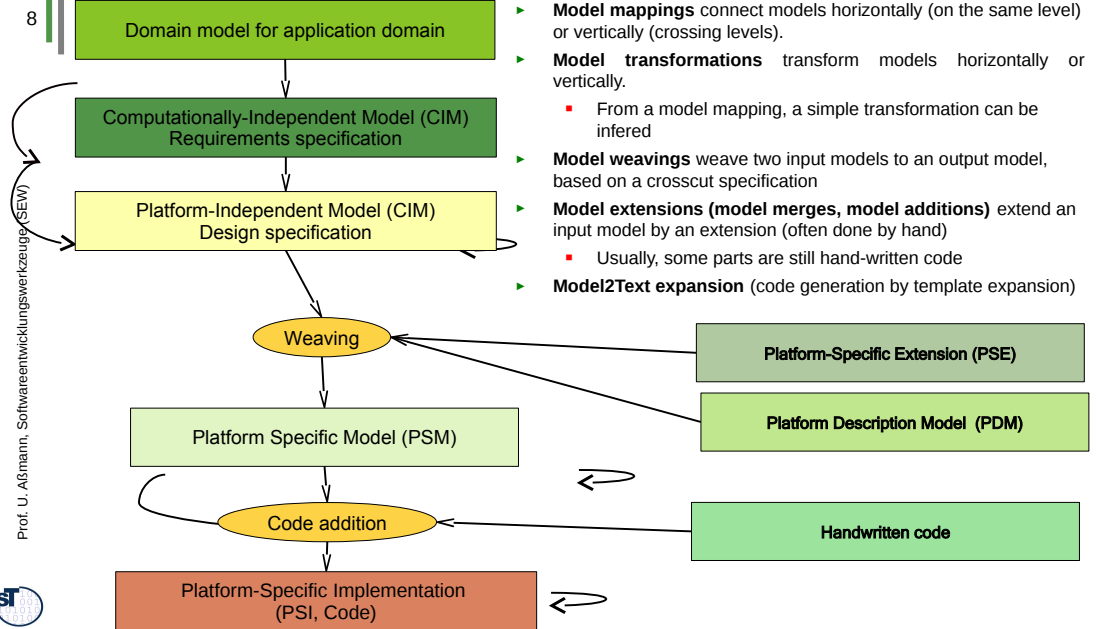 8
Domain model for application domain
Computationally-Independent Model (CIM)
Requirements specification
Platform-Independent Model (CIM)
Design specification
Weaving
Platform Specific Model (PSM)
Code addition
Platform-Specific Implementation
(PSI, Code)
► Model mappings connect models horizontally (on the same level)
or vertically (crossing levels).
► Model transformations transform models horizontally or
vertically.
▪ From a model mapping, a simple transformation can be
infered
► Model weavings weave two input models to an output model,
based on a crosscut specification
► Model extensions (model merges, model additions) extend an
input model by an extension (often done by hand)
▪ Usually, some parts are still hand-written code
► Model2Text expansion (code generation by template expansion)
Platform-Specific Extension (PSE)
Platform Description Model (PDM)
Handwritten code
Prof. U. Aßmann, Softwareentwicklungswerkzeuge (SEW)
ST